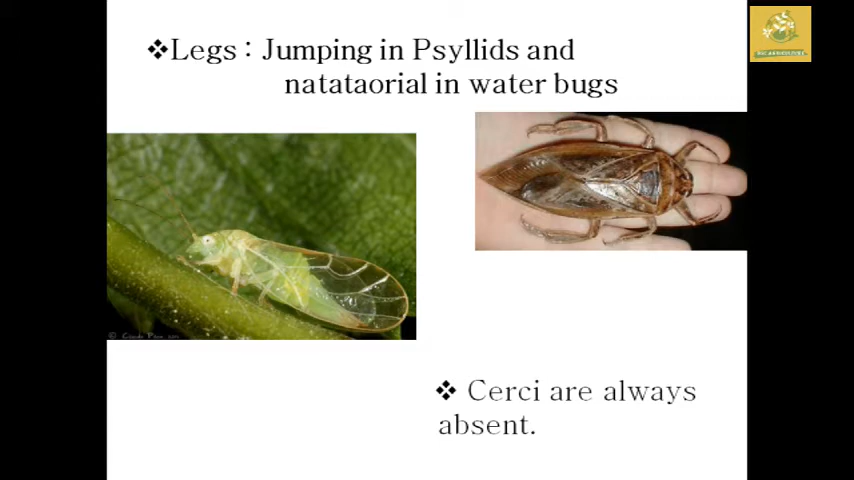 ❖Legs : Jumping in Psyllids and
natataorial in water bugs
❖ Cerci are always
absent.